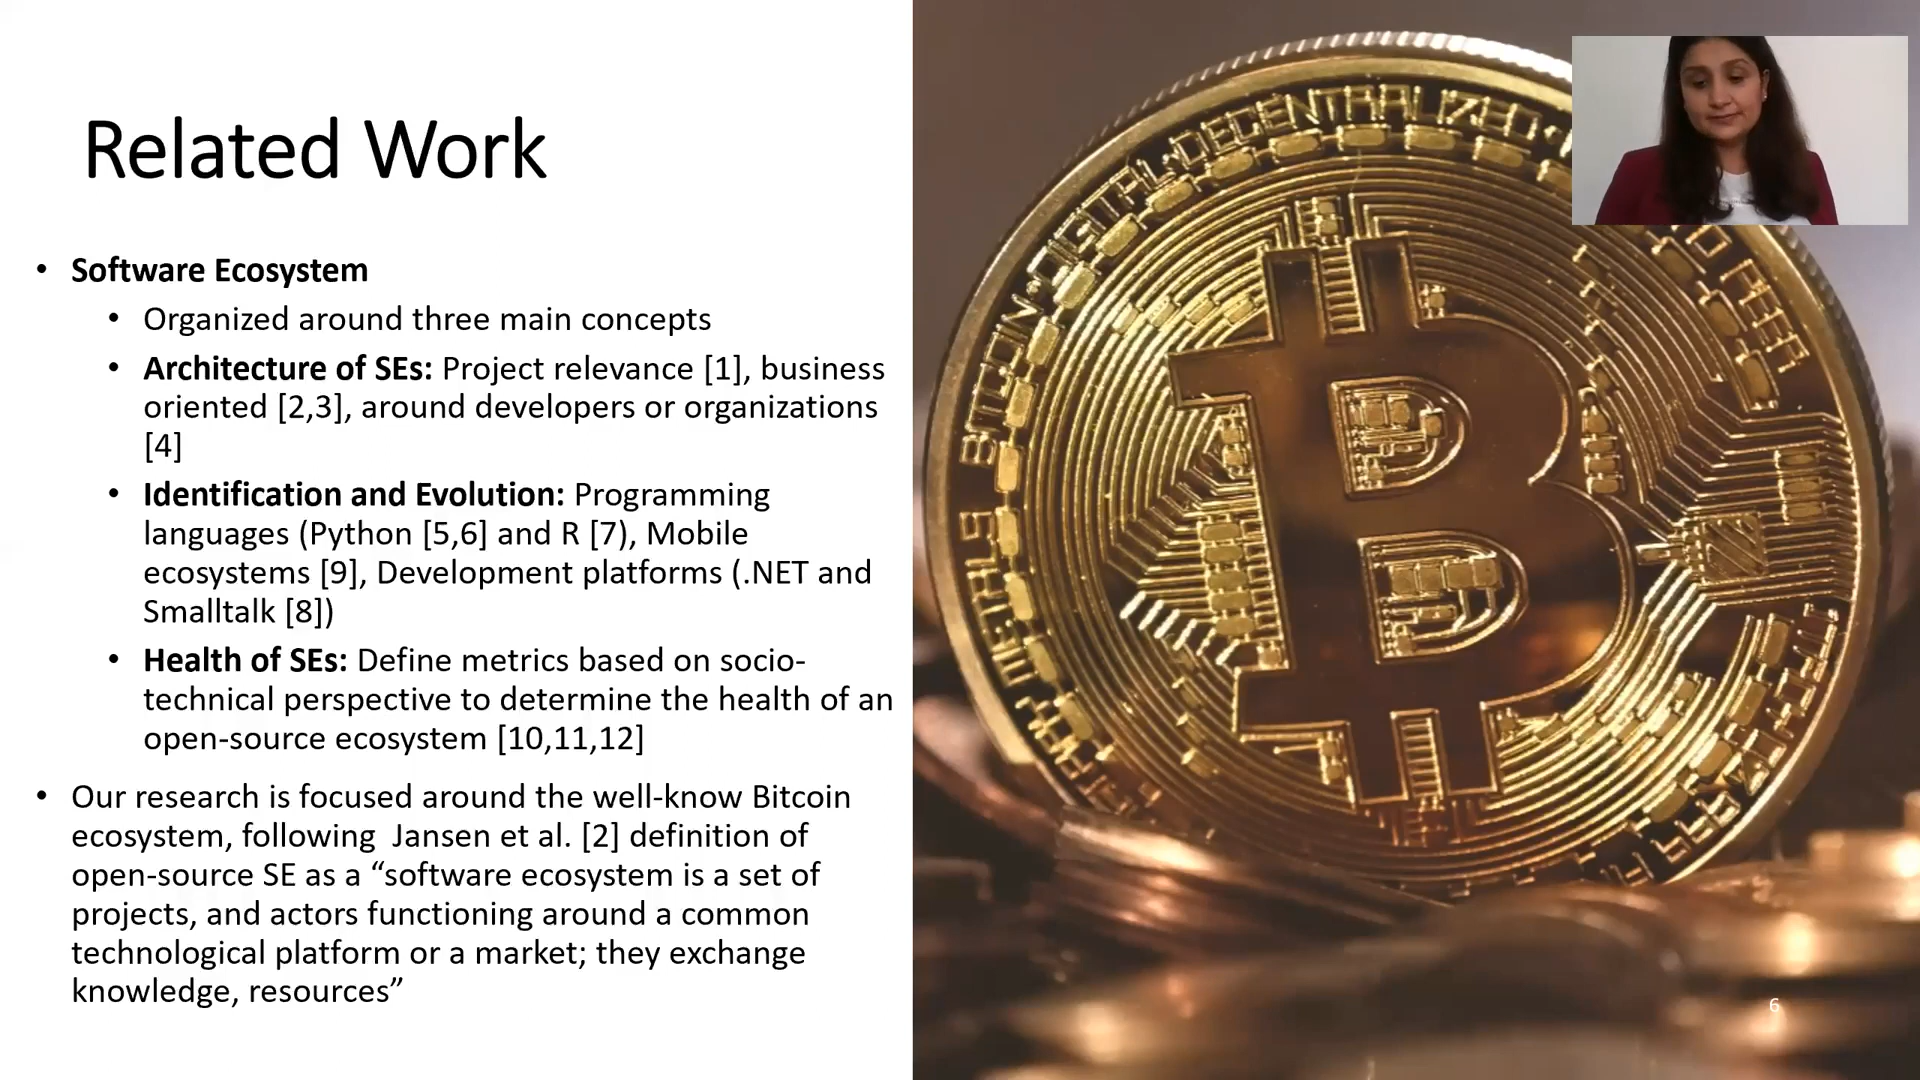 Related Work
• Software Ecosystem
• Organized around three main concepts
• Architecture of SEs: Project relevance [1], business
oriented [2,3], around developers or organizations
[4]
• Identification and Evolution: Programming
languages (Python [5,6] and R [7), Mobile
ecosystems [9], Development platforms (.NET and
Smalltalk [8])
• Health of SEs: Define metrics based on socio-
technical perspective to determine the health of an
open-source ecosystem [10,11,12]
• Our research is focused around the well-know Bitcoin
ecosystem, following Jansen et al. [2] definition of
open-source SE as a “software ecosystem is a set of
projects, and actors functioning around a common
technological platform or a market; they exchange
knowledge, resources”
BITCOIN•DIGITAL•DECENTRALIZED•
TO PEER
6